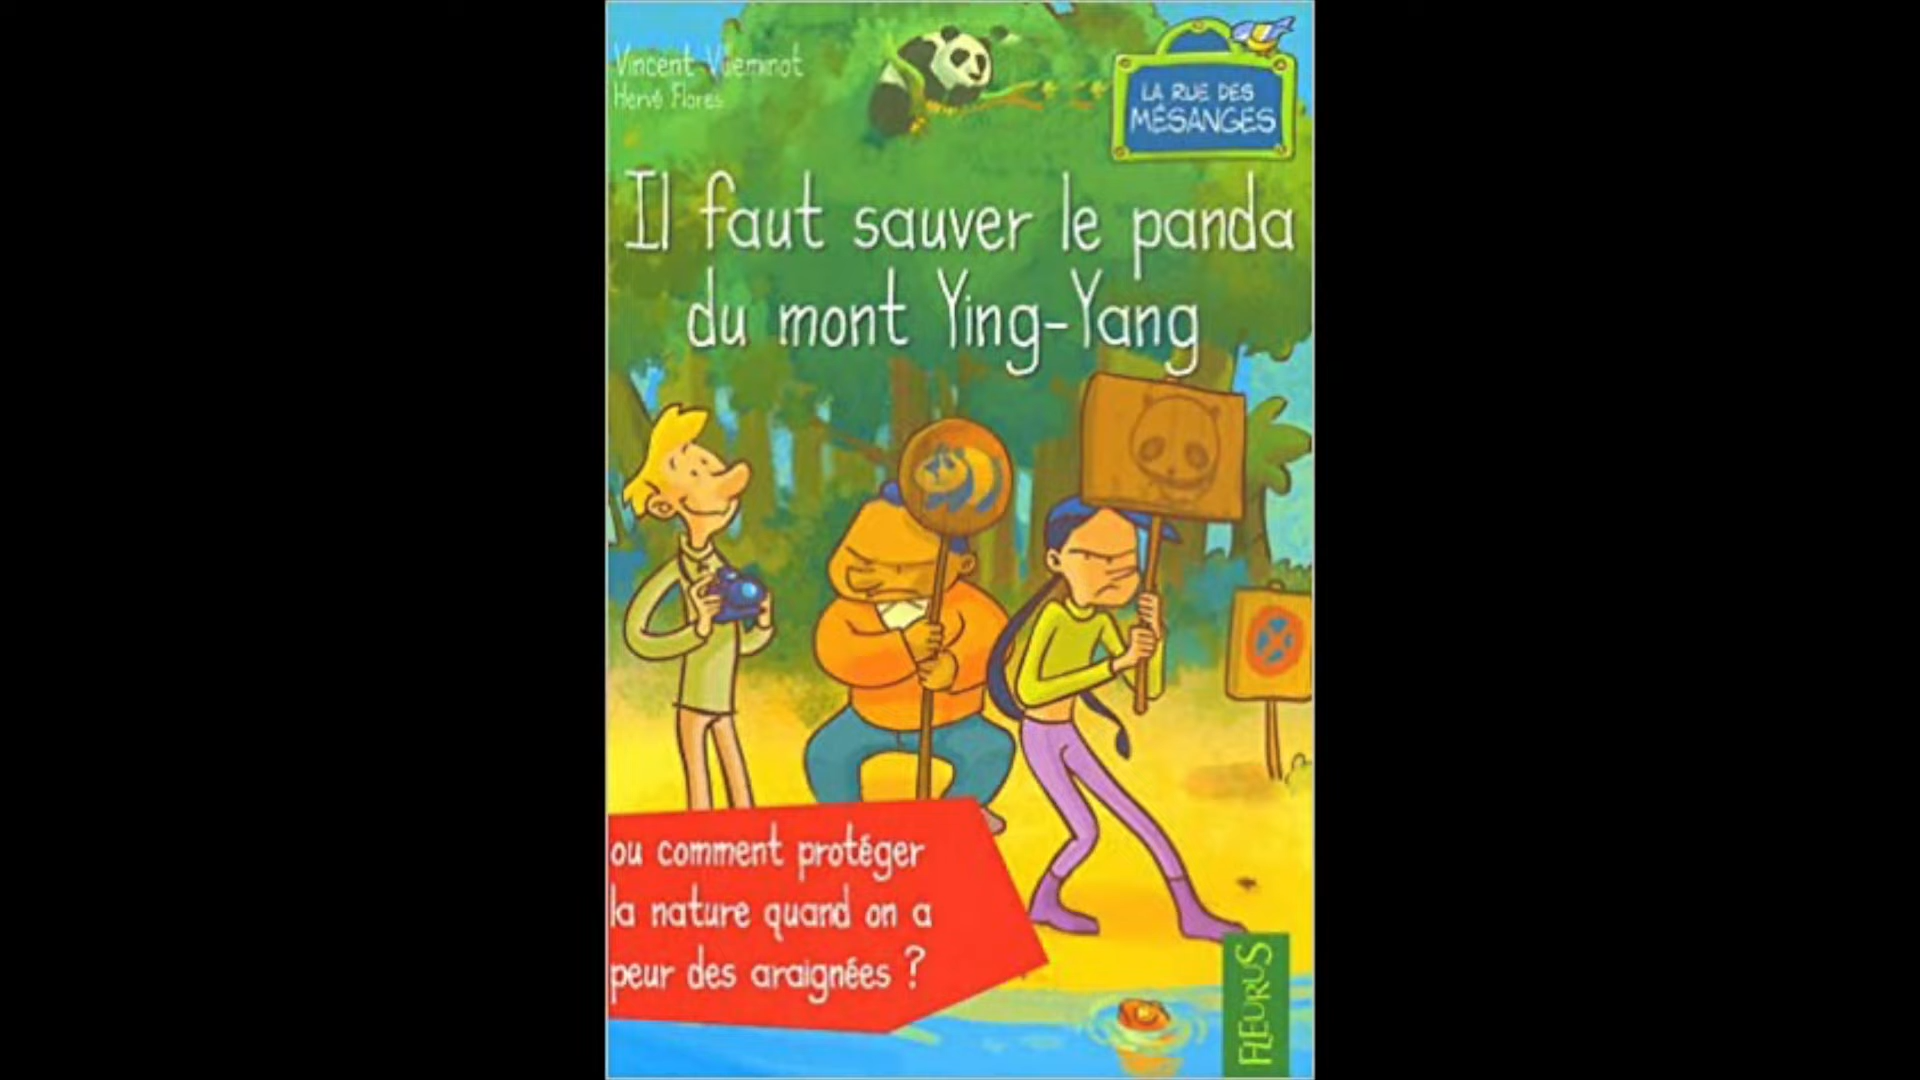 Vincent Villeminot
Hervé Flores
LA RUE DES
MÉSANGES
Il faut sauver le panda
du mont Ying-Yang
ou comment protéger
la nature quand on a
peur des araignées ?
FLEURUS